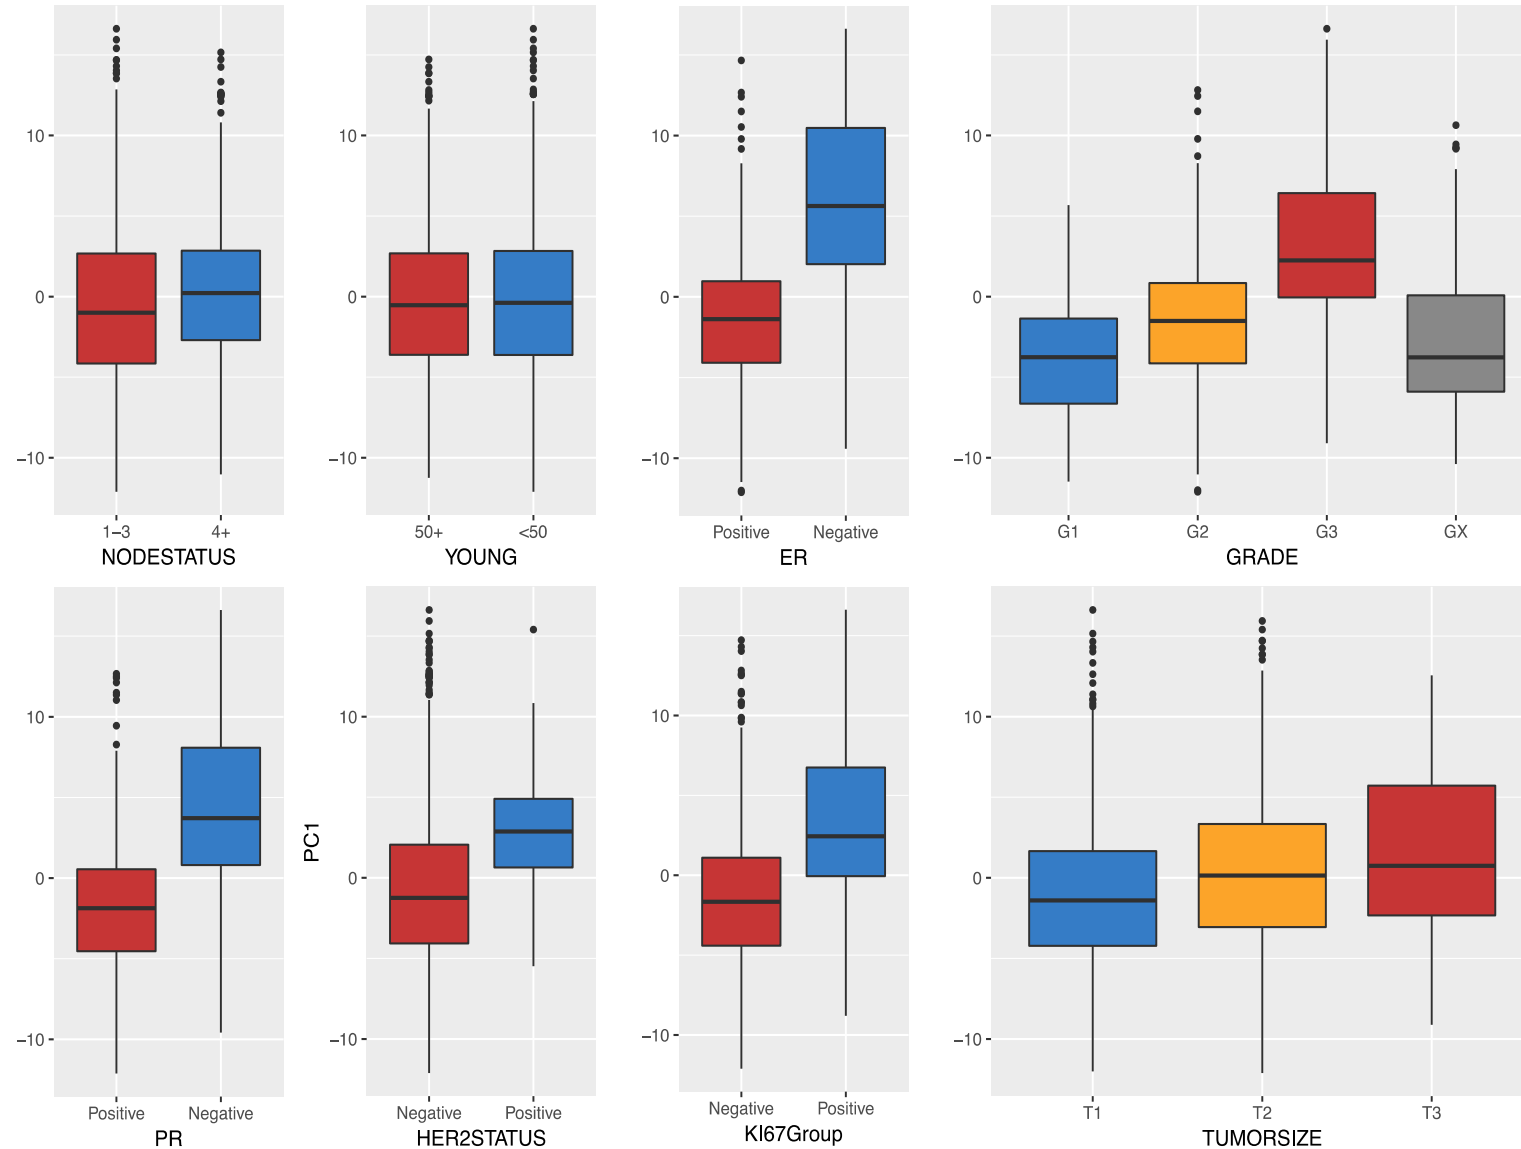 10
0
−10
1−3
4+
NODESTATUS
10
0
−10
50+
<50
YOUNG
10
0
−10
Positive
Negative
ER
10
0
−10
G1
G2
G3
GX
GRADE
10
0
−10
Positive
Negative
PR
PC1
10
0
−10
Negative
Positive
HER2STATUS
10
0
−10
Negative
Positive
KI67Group
10
0
−10
T1
T2
T3
TUMORSIZE